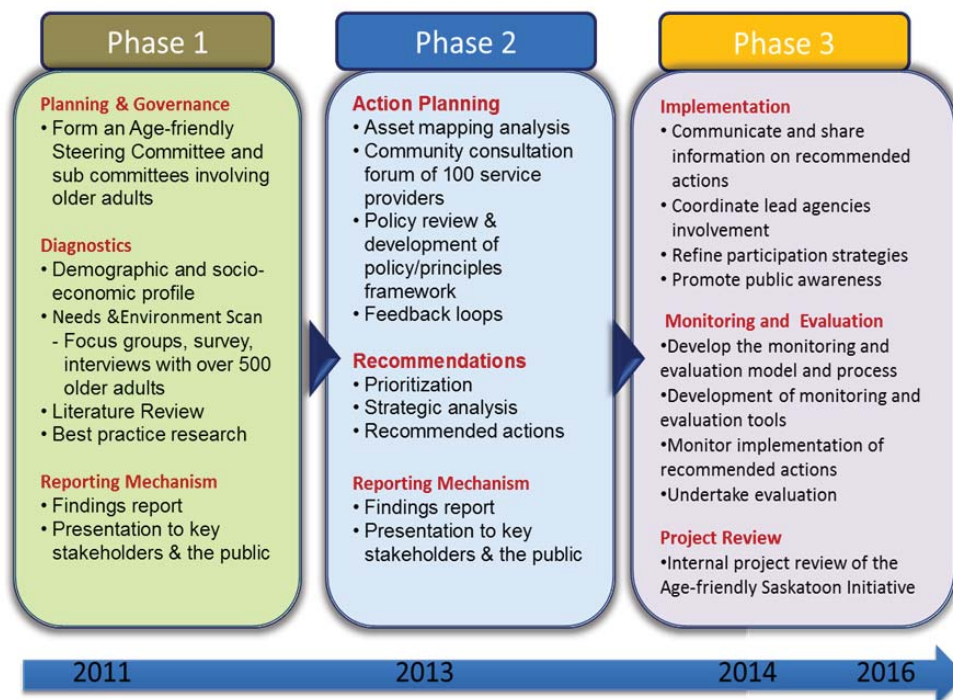 Phase 1
Planning & Governance
• Form an Age-friendly
Steering Committee and
sub committees involving
older adults
Diagnostics
• Demographic and socio-
economic profile
• Needs &Environment Scan
- Focus groups, survey,
interviews with over 500
older adults
• Literature Review
• Best practice research
Reporting Mechanism
• Findings report
• Presentation to key
stakeholders & the public
Phase 2
Action Planning
• Asset mapping analysis
• Community consultation
forum of 100 service
providers
• Policy review &
development of
policy/principles
framework
• Feedback loops
Recommendations
• Prioritization
• Strategic analysis
• Recommended actions
Reporting Mechanism
• Findings report
• Presentation to key
stakeholders & the public
Phase 3
Implementation
• Communicate and share
information on recommended
actions
• Coordinate lead agencies
involvement
• Refine participation strategies
• Promote public awareness
Monitoring and Evaluation
•Develop the monitoring and
evaluation model and process
•Development of monitoring and
evaluation tools
•Monitor implementation of
recommended actions
•Undertake evaluation
Project Review
•Internal project review of the
Age-friendly Saskatoon Initiative
2011 2013 2014 2016